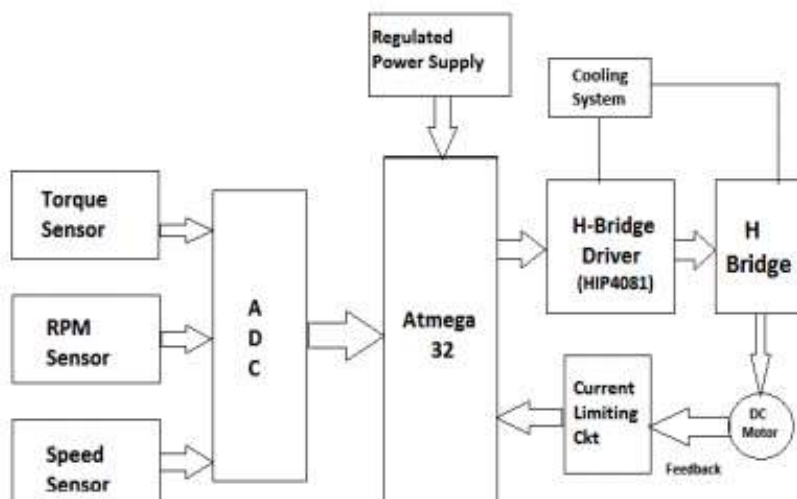 Regulated
Power Supply
Cooling
System
Torque
Sensor
RPM
Sensor
Speed
Sensor
A
D
C
Atmega
32
H-Bridge
Driver
(HIP4081)
H
Bridge
Current
Limiting
Ckt
DC
Motor
Feedback